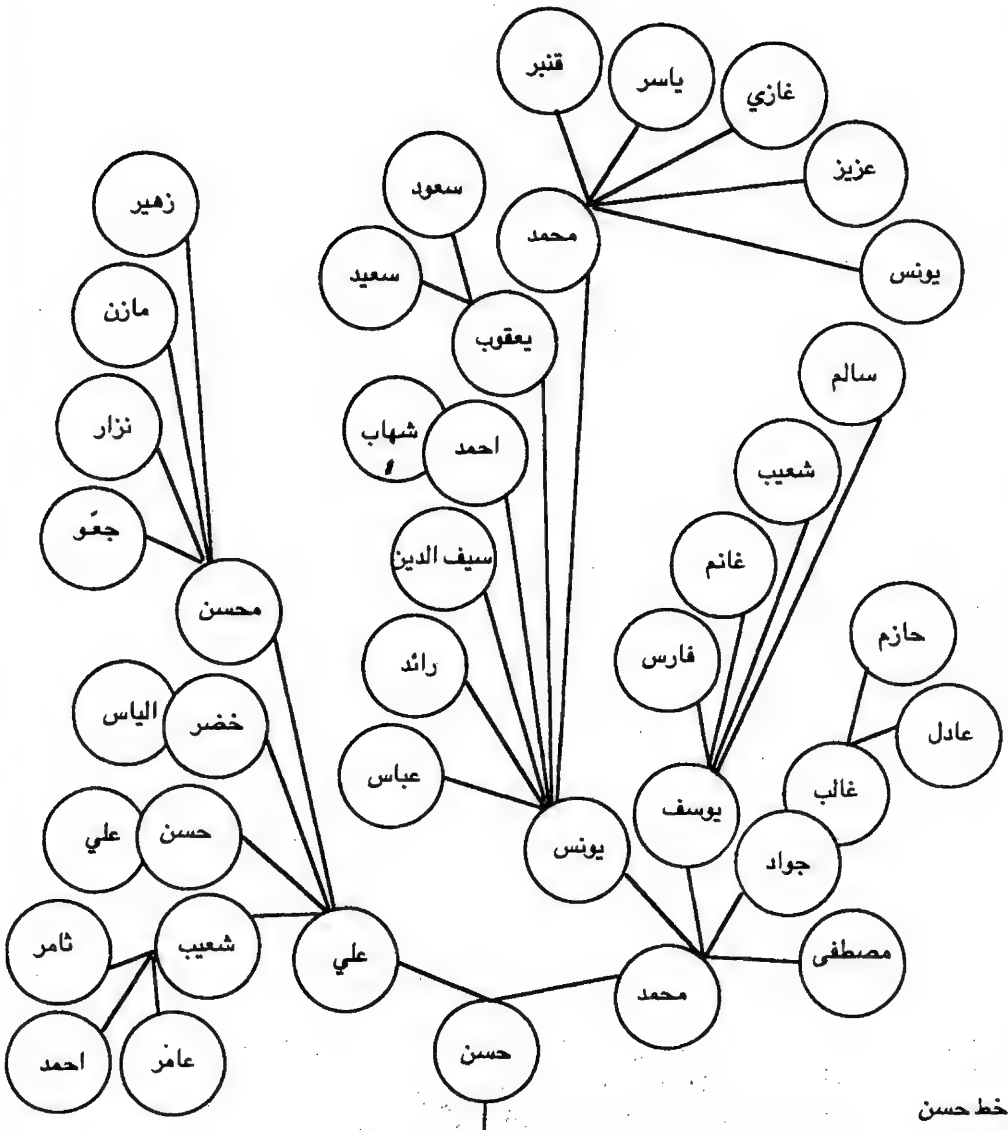 قنبر
ياسر
غازي
عزيز
يونس
محمد
سعود
سعيد
يعقوب
زهير
مازن
نزار
جعّو
محسن
شهاب
احمد
سيف الدين
رائد
عباس
سالم
شعيب
غانم
فارس
حازم
عادل
غالب
جواد
يوسف
يونس
مصطفى
محمد
الياس
خضر
علي
حسن
ثامر
شعيب
علي
احمد
عامر
حسن
خط حسن